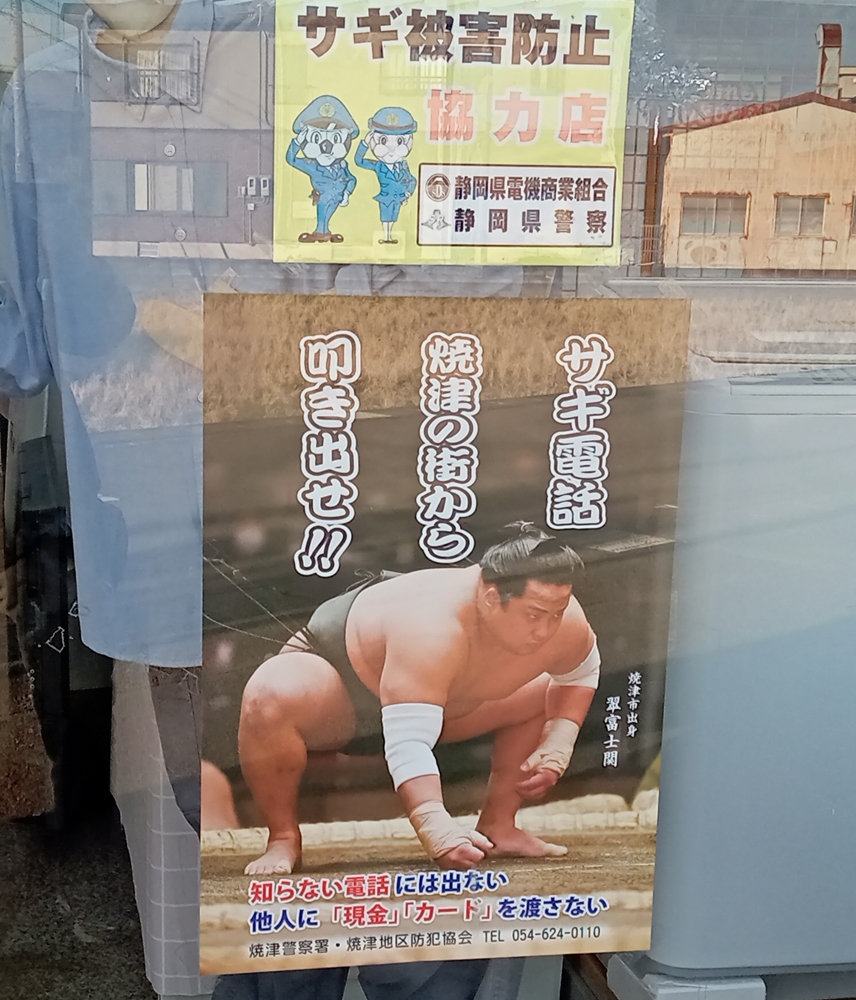 サギ被害防止
協力店
静岡県電機商業組合
静岡県警察
サギ電話
焼津の街から
叩き出せ!!
焼津市出身
翠富士関
知らない電話には出ない
他人に「現金」「カード」を渡さない
焼津警察署・焼津地区防犯協会 TEL 054-624-0110